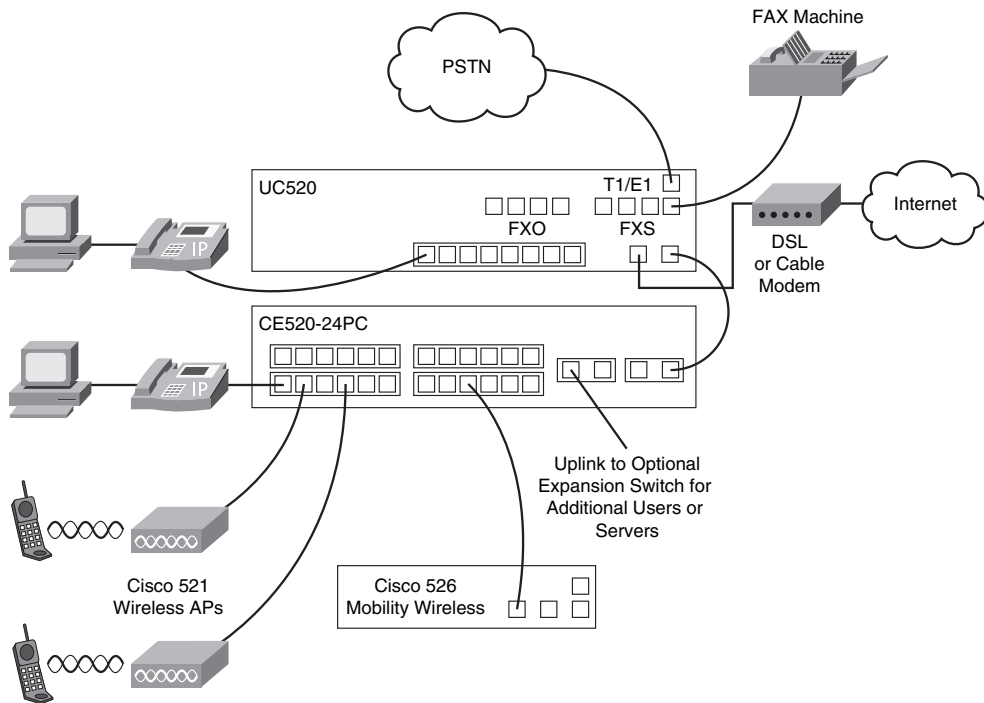 FAX Machine
PSTN
UC520
T1/E1
FXO
FXS
Internet
DSL
or Cable
Modem
IP
CE520-24PC
IP
Uplink to Optional
Expansion Switch for
Additional Users or
Servers
Cisco 521
Wireless APs
Cisco 526
Mobility Wireless